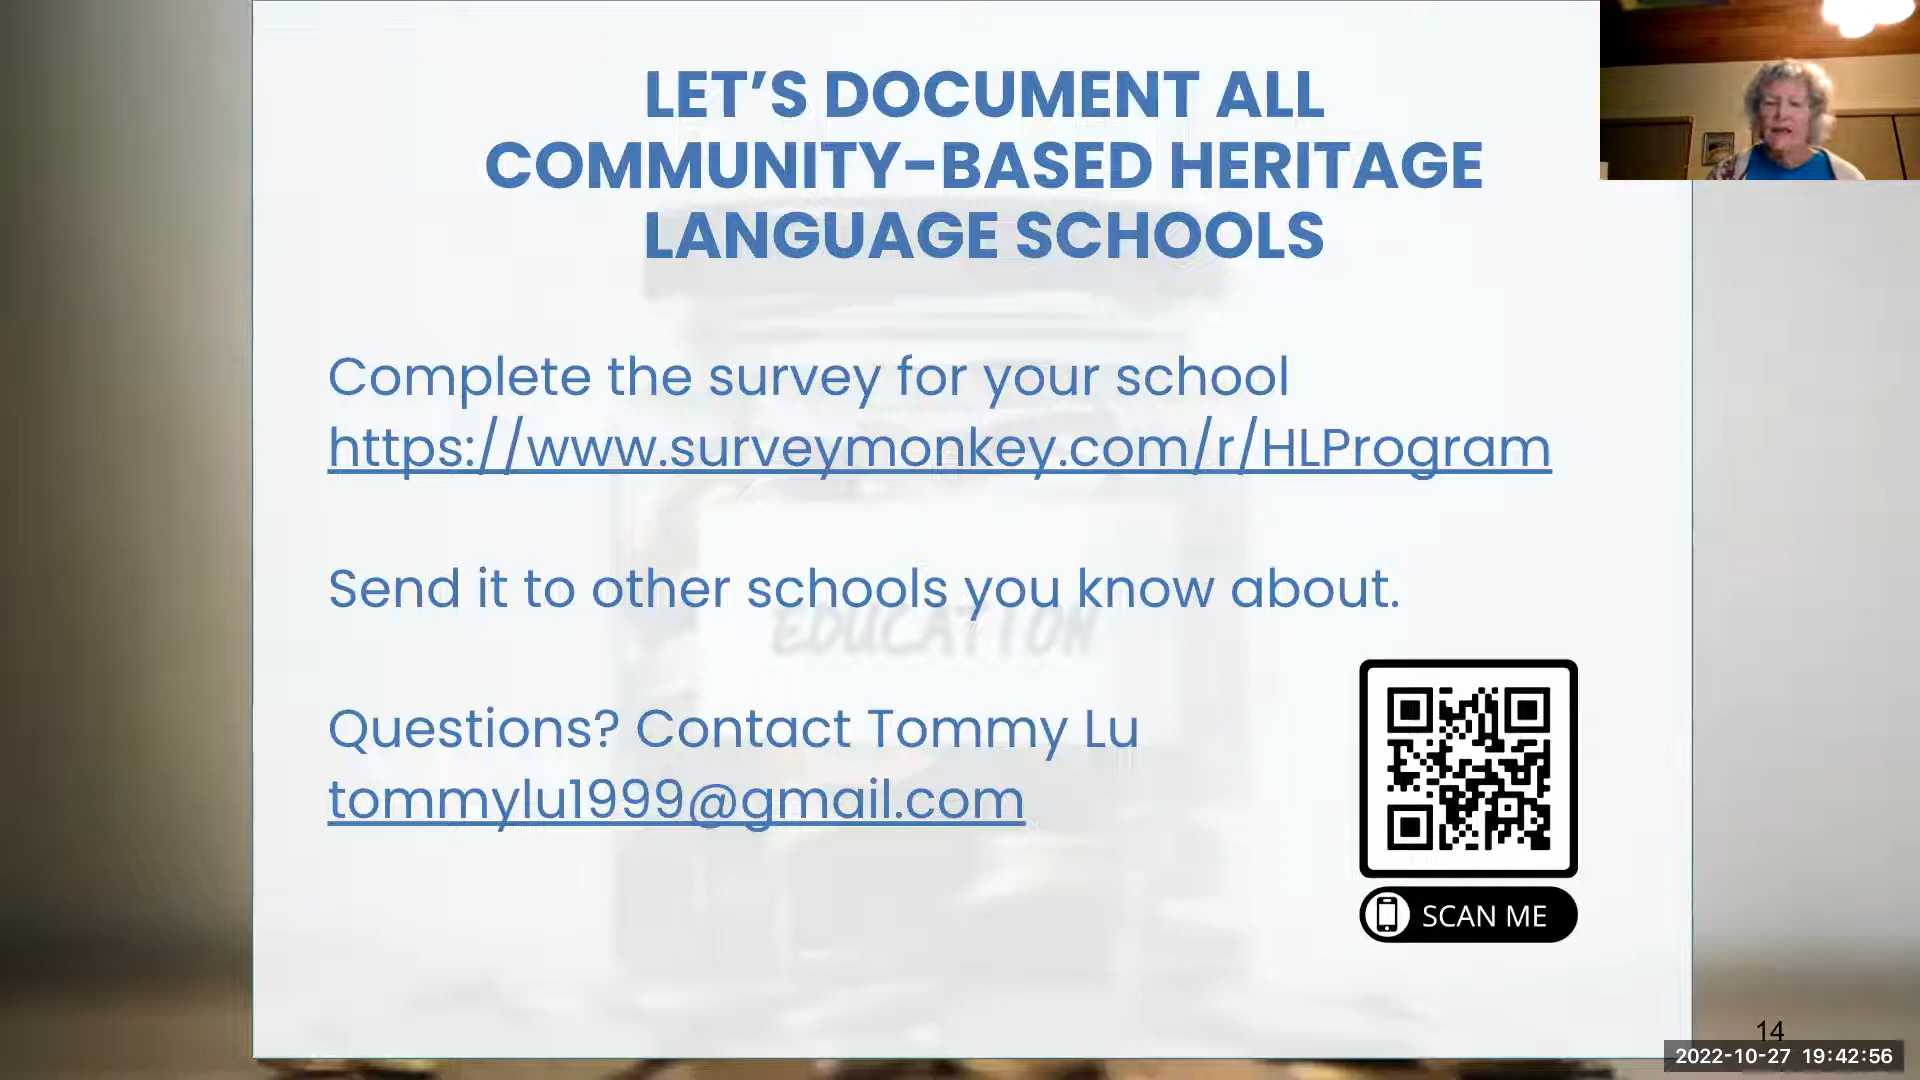 LET’S DOCUMENT ALL
COMMUNITY-BASED HERITAGE
LANGUAGE SCHOOLS
Complete the survey for your school
https://www.surveymonkey.com/r/HLProgram
Send it to other schools you know about.
EDUCATION
Questions? Contact Tommy Lu
tommylu1999@gmail.com
SCAN ME
14
2022-10-27 19:42:56